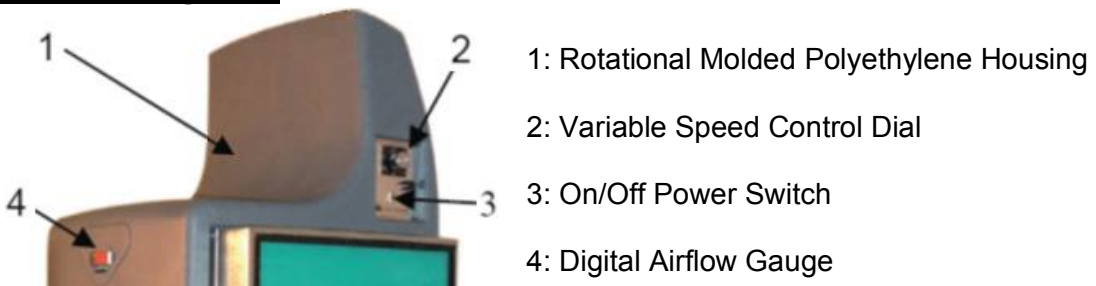 1
2
3
4
1: Rotational Molded Polyethylene Housing
2: Variable Speed Control Dial
3: On/Off Power Switch
4: Digital Airflow Gauge